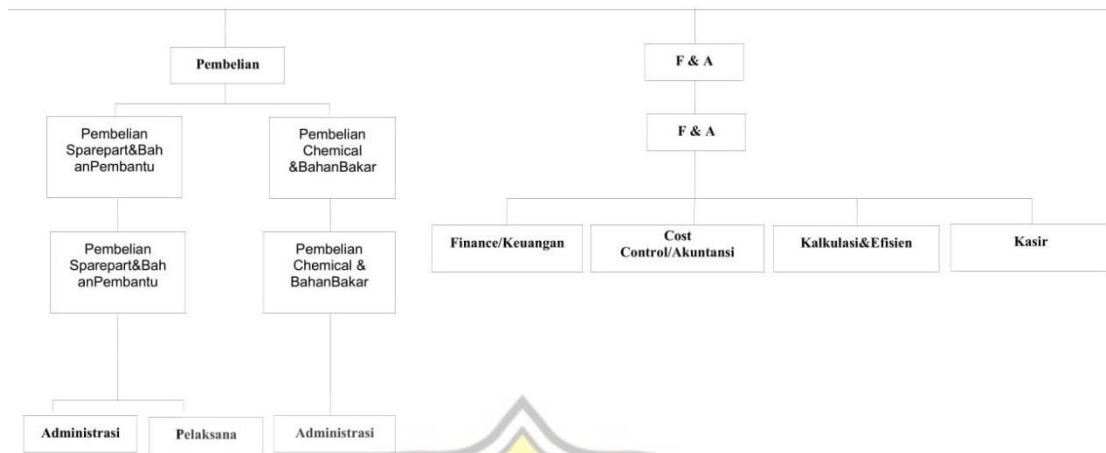 Pembelian
F & A
Pembelian
Sparepart&Bah
anPembantu
Pembelian
Chemical
&BahanBakar
F & A
Pembelian
Sparepart&Bah
anPembantu
Pembelian
Chemical &
BahanBakar
Finance/Keuangan
Cost
Control/Akuntansi
Kalkulasi&Efisien
Kasir
Administrasi
Pelaksana
Administrasi